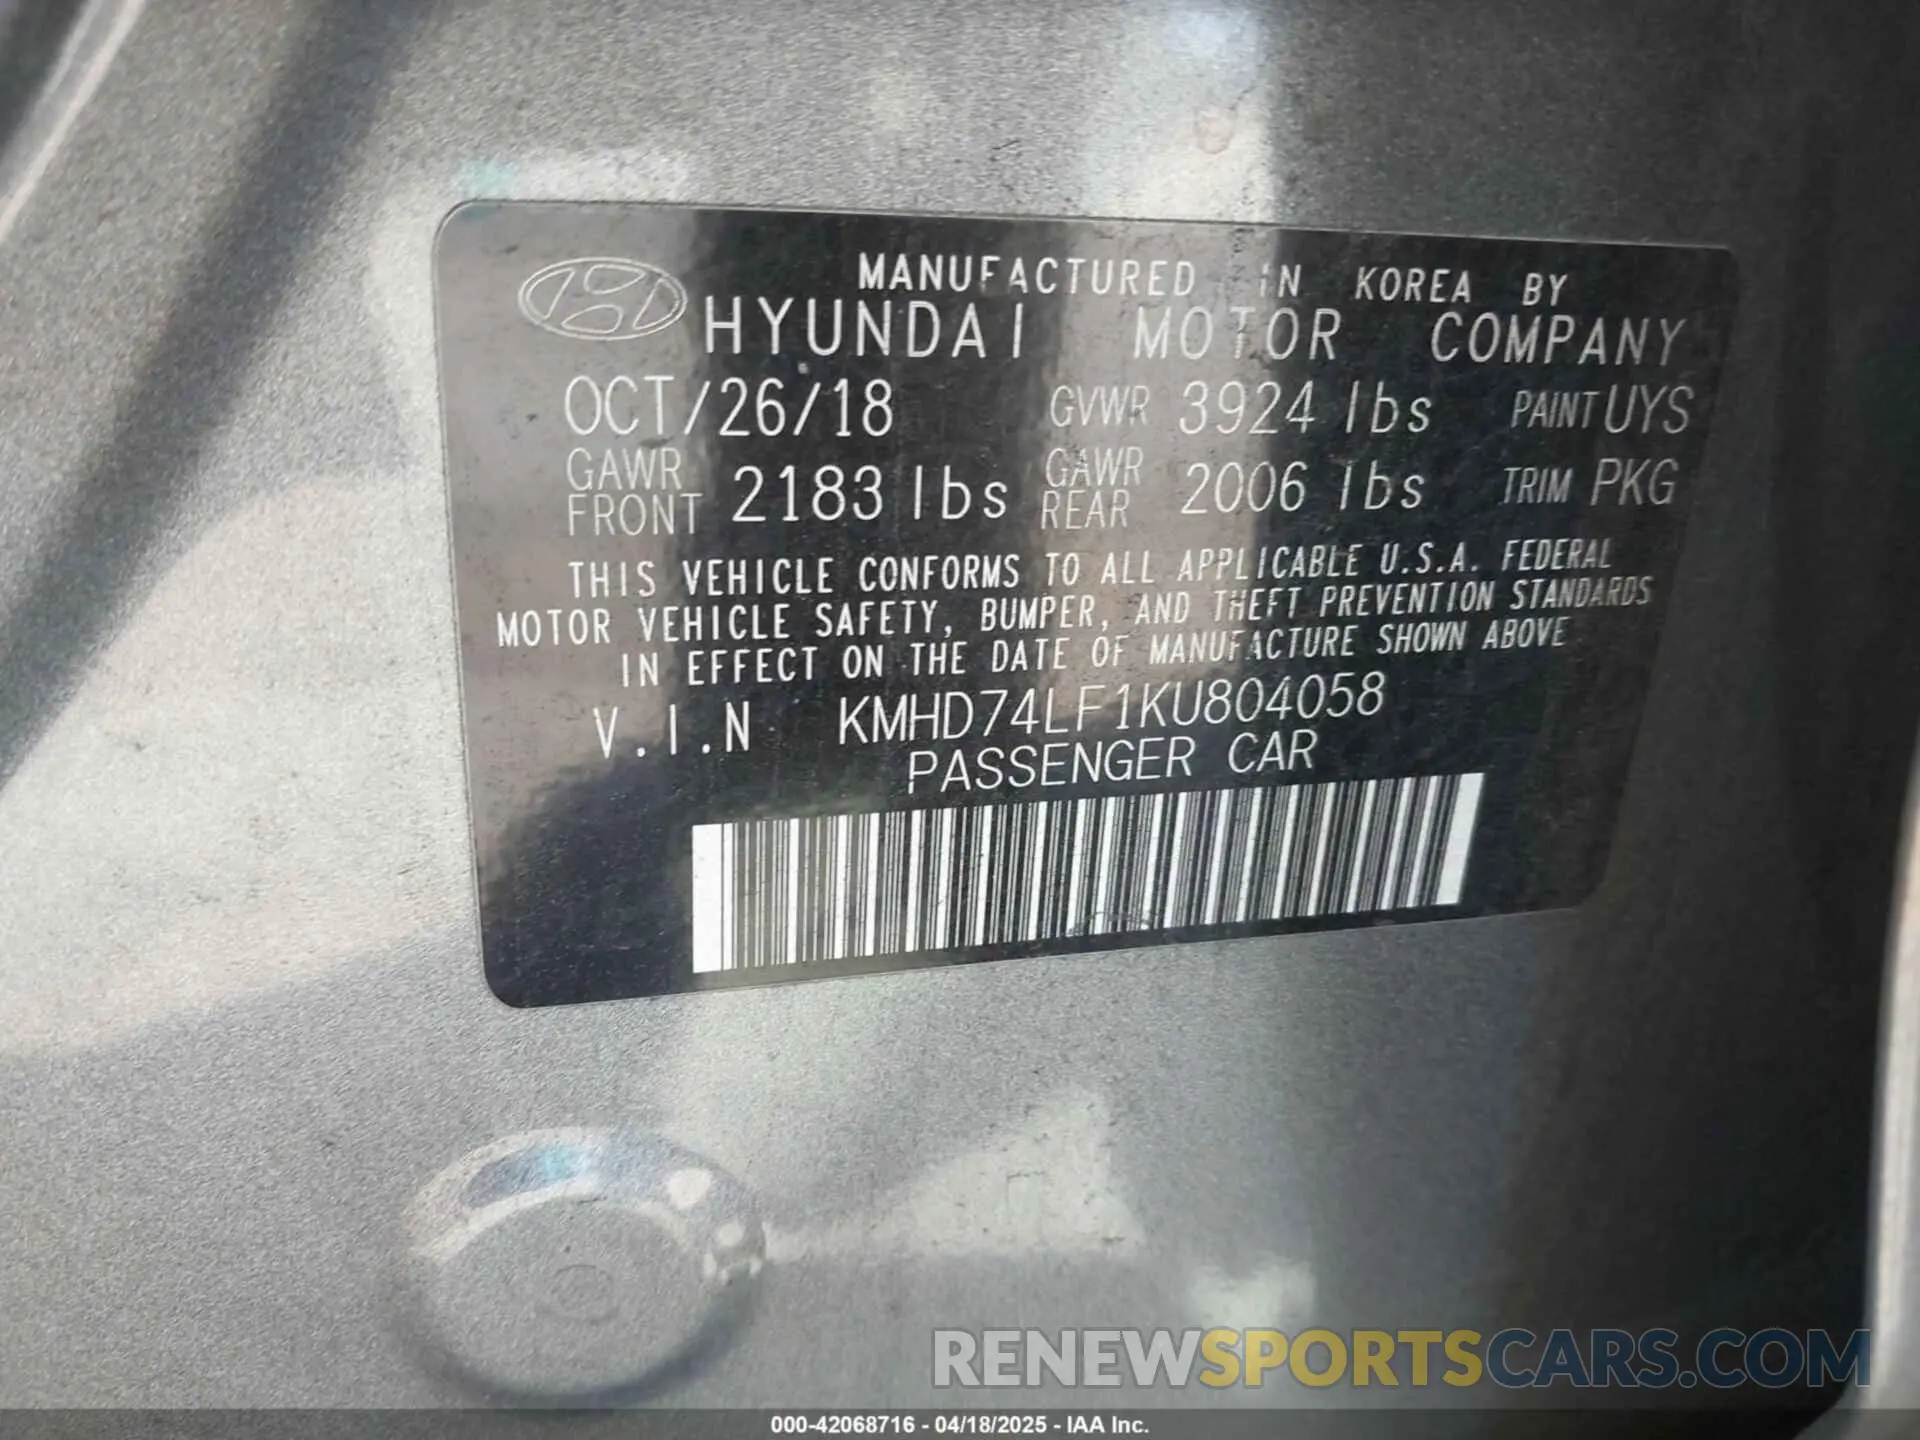 MANUFACTURED IN KOREA BY
HYUNDAI MOTOR COMPANY
OCT/26/18 GVWR 3924 lbs PAINT UYS
GAWR FRONT 2183 lbs GAWR REAR 2006 lbs TRIM PKG
THIS VEHICLE CONFORMS TO ALL APPLICABLE U.S.A. FEDERAL
MOTOR VEHICLE SAFETY, BUMPER, AND THEFT PREVENTION STANDARDS
IN EFFECT ON THE DATE OF MANUFACTURE SHOWN ABOVE
V.I.N KMHD74LF1KU804058
PASSENGER CAR
RENEWSPORTSCARS.COM
000-42068716 - 04/18/2025 - IAA Inc.